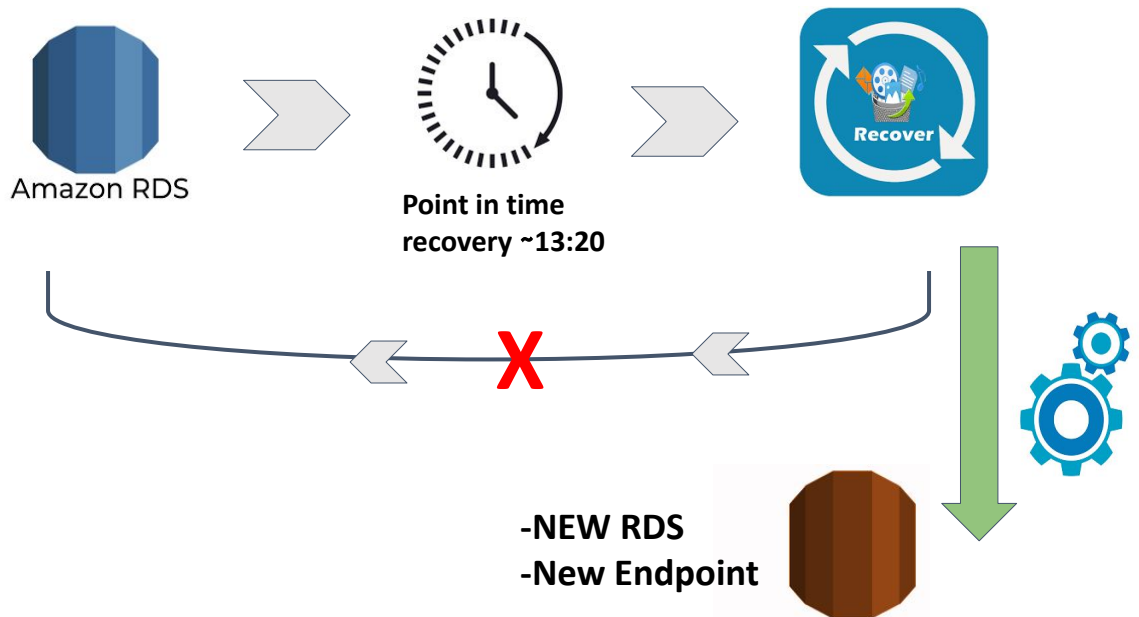 Amazon RDS
Point in time
recovery ~13:20
Recover
X
-NEW RDS
-New Endpoint